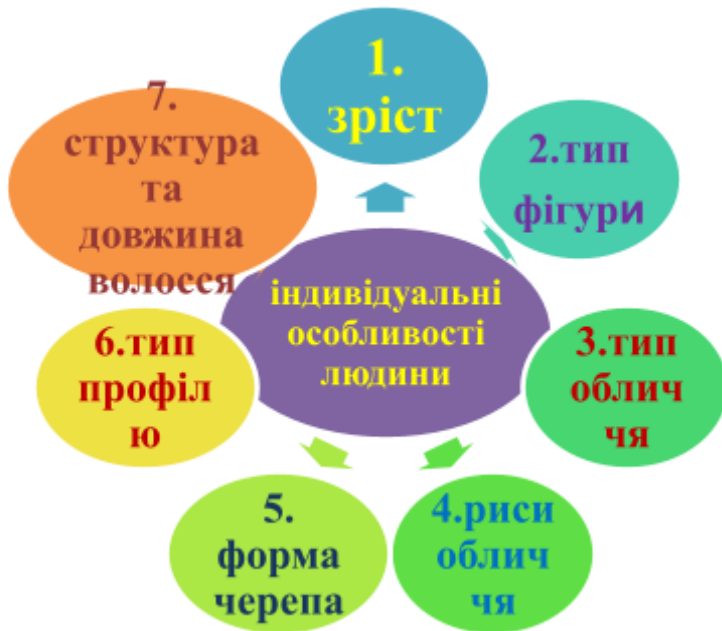 1.
зріст
2.тип
фігури
3.тип
облич
чя
4.риси
облич
чя
5.
форма
черепа
6.тип
профіл
ю
7.
структура
та
довжина
волосся
індивідуальні
особливості
людини